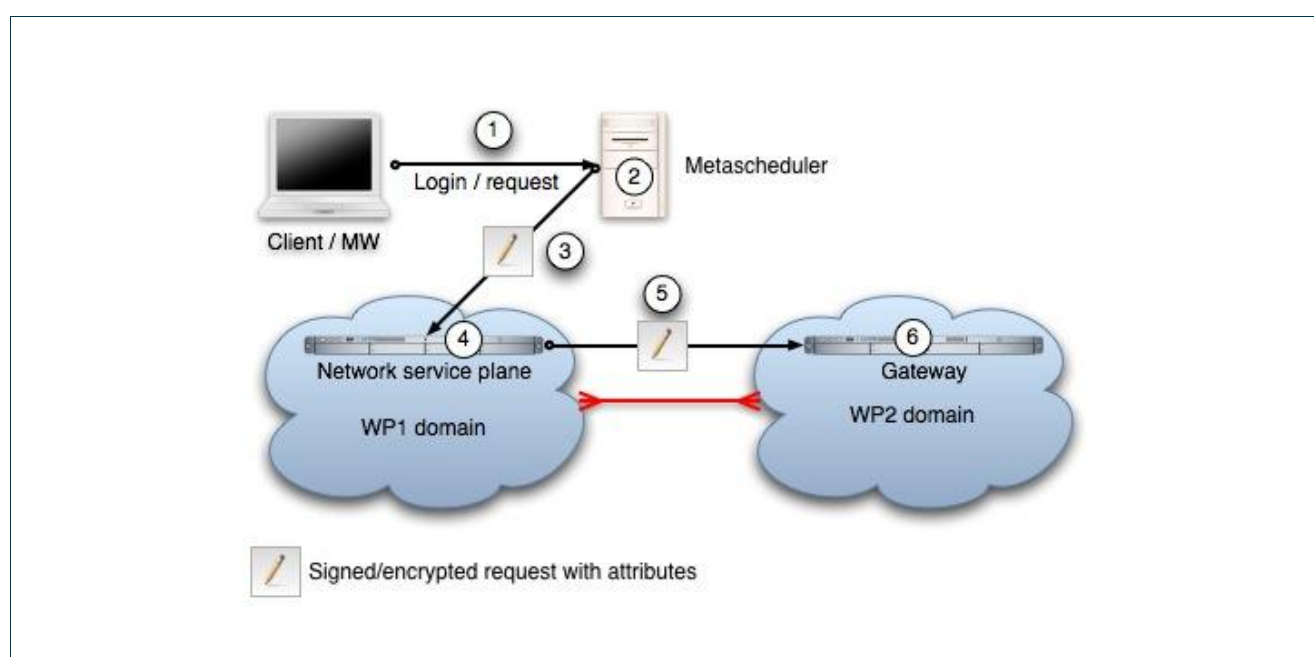 1
Login / request
2
Metascheduler
Client / MW
3
5
4
6
Network service plane
Gateway
WP1 domain
WP2 domain
Signed/encrypted request with attributes